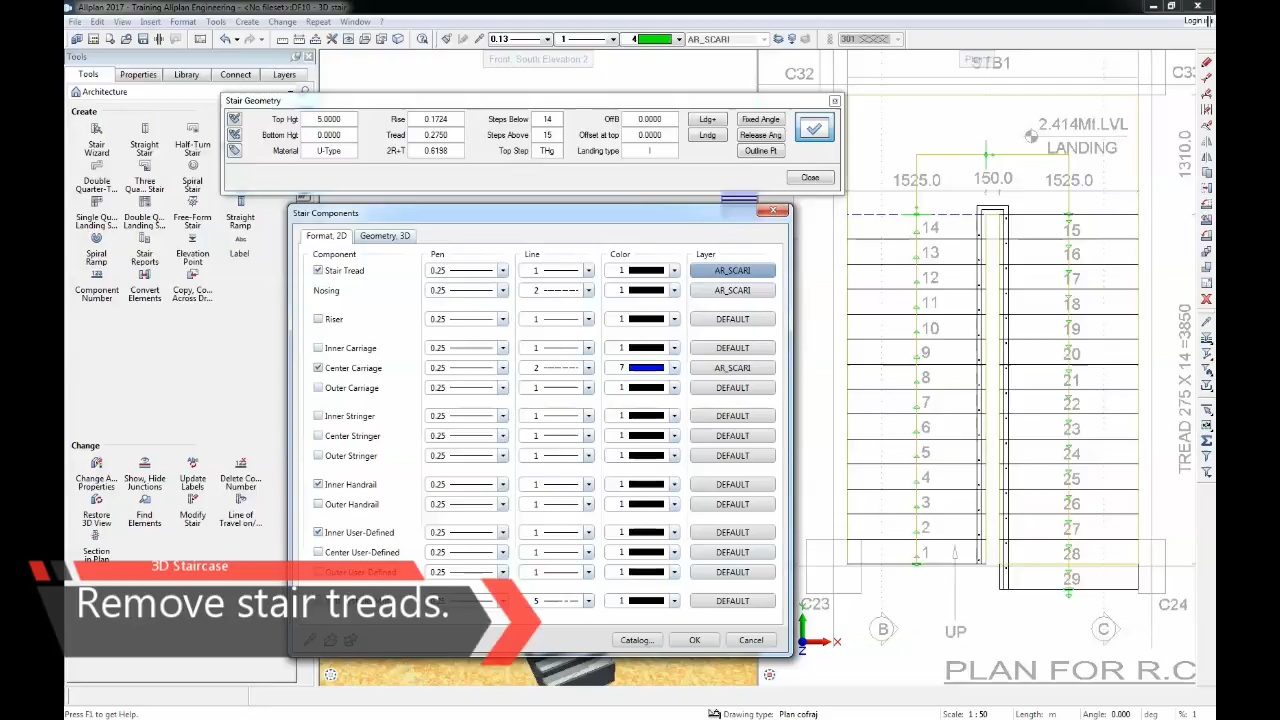 Allplan 2017 - Training Allplan Engineering - <No fileset>:DF10 - 3D stair
File Edit View Insert Format Tools Create Change Repeat Window ?
Login
0.13 1 4 AR_SCARI 301
Tools
Tools Properties Library Connect Layers
Architecture
Create
Stair Wizard
Straight Stair
Half-Turn Stair
Double Quarter-T...
Three Qua... Stair
Spiral Stair
Single Qu... Landing S...
Double Q... Landing S...
Free-Form Stair
Straight Ramp
Spiral Ramp
Stair Reports
Elevation Point
Abc
Label
123
Component Number
Convert Elements
Copy, Co... Across Dr...
Change
Change A... Properties
Show, Hide Junctions
Update Labels
Delete Co... Number
Restore 3D View
Find Elements
Modify Stair
Line of Travel on/...
Section in Plan
Front, South Elevation 2
Stair Geometry
Top Hgt 5.0000 Rise 0.1724 Steps Below 14 OffB 0.0000 Ldg+ Fixed Angle
Bottom Hgt 0.0000 Tread 0.2750 Steps Above 15 Offset at top 0.0000 Lndg Release Ang
Material U-Type 2R+T 0.6198 Top Step THg Landing type I Outline Pt
Close
Stair Components
Format, 2D Geometry, 3D
Component Pen Line Color Layer
Stair Tread 0.25 1 1 AR_SCARI
Nosing 0.25 2 1 AR_SCARI
Riser 0.25 1 1 DEFAULT
Inner Carriage 0.25 1 1 DEFAULT
Center Carriage 0.25 2 7 AR_SCARI
Outer Carriage 0.25 1 1 DEFAULT
Inner Stringer 0.25 1 1 DEFAULT
Center Stringer 0.25 1 1 DEFAULT
Outer Stringer 0.25 1 1 DEFAULT
Inner Handrail 0.25 1 1 DEFAULT
Outer Handrail 0.25 1 1 DEFAULT
Inner User-Defined 0.25 1 1 DEFAULT
Center User-Defined 0.25 1 1 DEFAULT
Outer User-Defined 0.25 1 1 DEFAULT
5 1 DEFAULT
Catalog... OK Cancel
3D Staircase
Remove stair treads.
C32 STB1 C33
2.414Mt.LVL
LANDING
1310.0
1525.0 150.0 1525.0
14 15
13 16
12 17
11 18
10 19
9 20
8 21
7 22
6 23
5 24
4 25
3 26
2 27
1 28
29
TREAD 275 X 14 =3850
C23 C24
B UP C
X
Z
PLAN FOR R.C
Press F1 to get Help.
Drawing type: Plan cofraj
Scale: 1 : 50
Length: m
Angle: 0.000 deg
%: 1